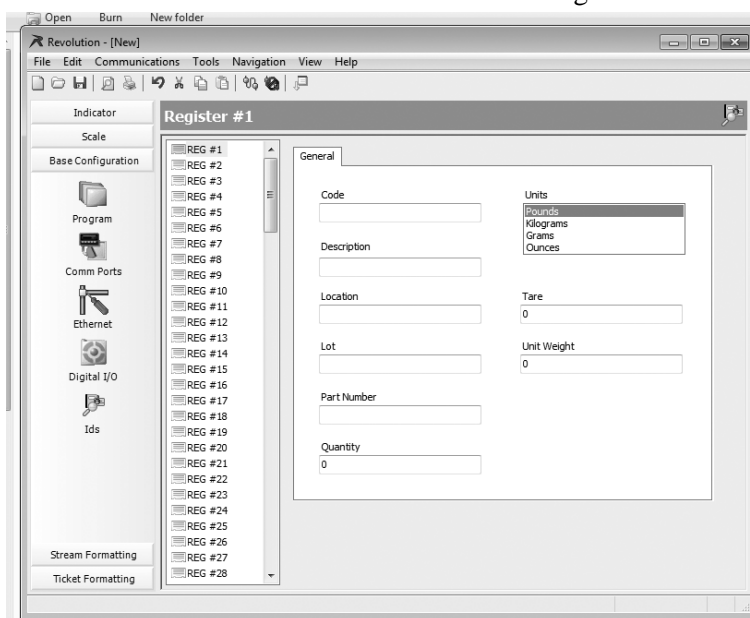 Open Burn New folder
Revolution - [New]
File Edit Communications Tools Navigation View Help
Indicator
Scale
Base Configuration
Program
Comm Ports
Ethernet
Digital I/O
Ids
Stream Formatting
Ticket Formatting
Register #1
REG #1
REG #2
REG #3
REG #4
REG #5
REG #6
REG #7
REG #8
REG #9
REG #10
REG #11
REG #12
REG #13
REG #14
REG #15
REG #16
REG #17
REG #18
REG #19
REG #20
REG #21
REG #22
REG #23
REG #24
REG #25
REG #26
REG #27
REG #28
General
Code
Description
Location
Lot
Part Number
Quantity
0
Units
Pounds
Kilograms
Grams
Ounces
Tare
0
Unit Weight
0